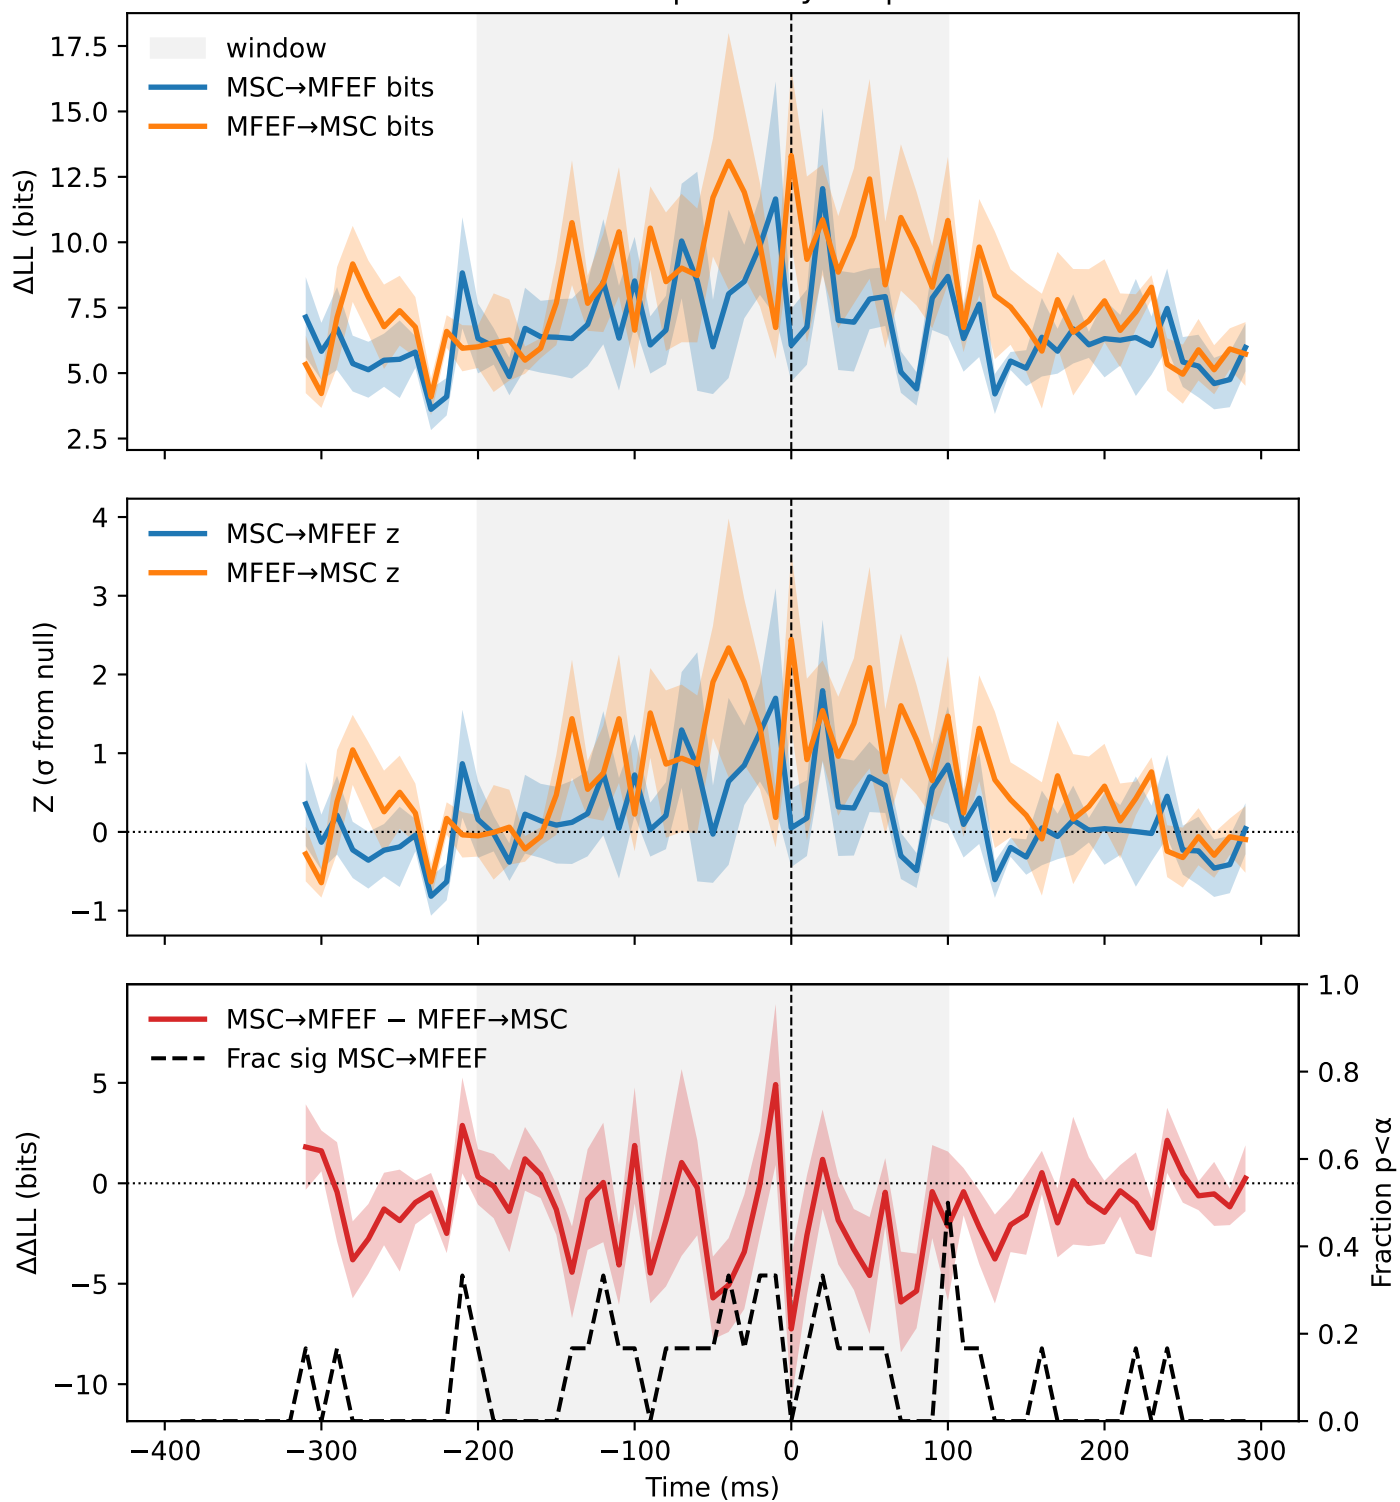 17.5
15.0
12.5
10.0
7.5
5.0
2.5
ΔLL (bits)
window
MSC→MFEF bits
MFEF→MSC bits
4
3
2
1
0
−1
Z (σ from null)
MSC→MFEF z
MFEF→MSC z
5
0
−5
−10
ΔΔLL (bits)
MSC→MFEF − MFEF→MSC
Frac sig MSC→MFEF
1.0
0.8
0.6
0.4
0.2
0.0
Fraction p<α
−400 −300 −200 −100 0 100 200 300
Time (ms)